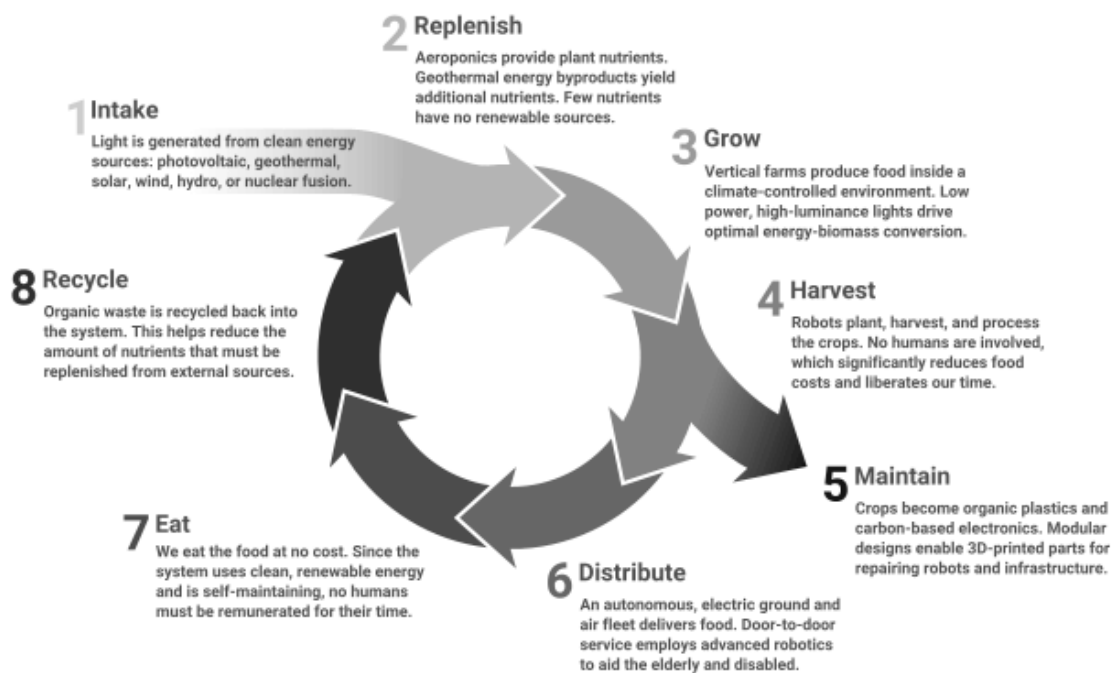 1 Intake
Light is generated from clean energy
sources: photovoltaic, geothermal,
solar, wind, hydro, or nuclear fusion.
2 Replenish
Aeroponics provide plant nutrients.
Geothermal energy byproducts yield
additional nutrients. Few nutrients
have no renewable sources.
3 Grow
Vertical farms produce food inside a
climate-controlled environment. Low
power, high-luminance lights drive
optimal energy-biomass conversion.
4 Harvest
Robots plant, harvest, and process
the crops. No humans are involved,
which significantly reduces food
costs and liberates our time.
5 Maintain
Crops become organic plastics and
carbon-based electronics. Modular
designs enable 3D-printed parts for
repairing robots and infrastructure.
6 Distribute
An autonomous, electric ground and
air fleet delivers food. Door-to-door
service employs advanced robotics
to aid the elderly and disabled.
7 Eat
We eat the food at no cost. Since the
system uses clean, renewable energy
and is self-maintaining, no humans
must be remunerated for their time.
8 Recycle
Organic waste is recycled back into
the system. This helps reduce the
amount of nutrients that must be
replenished from external sources.